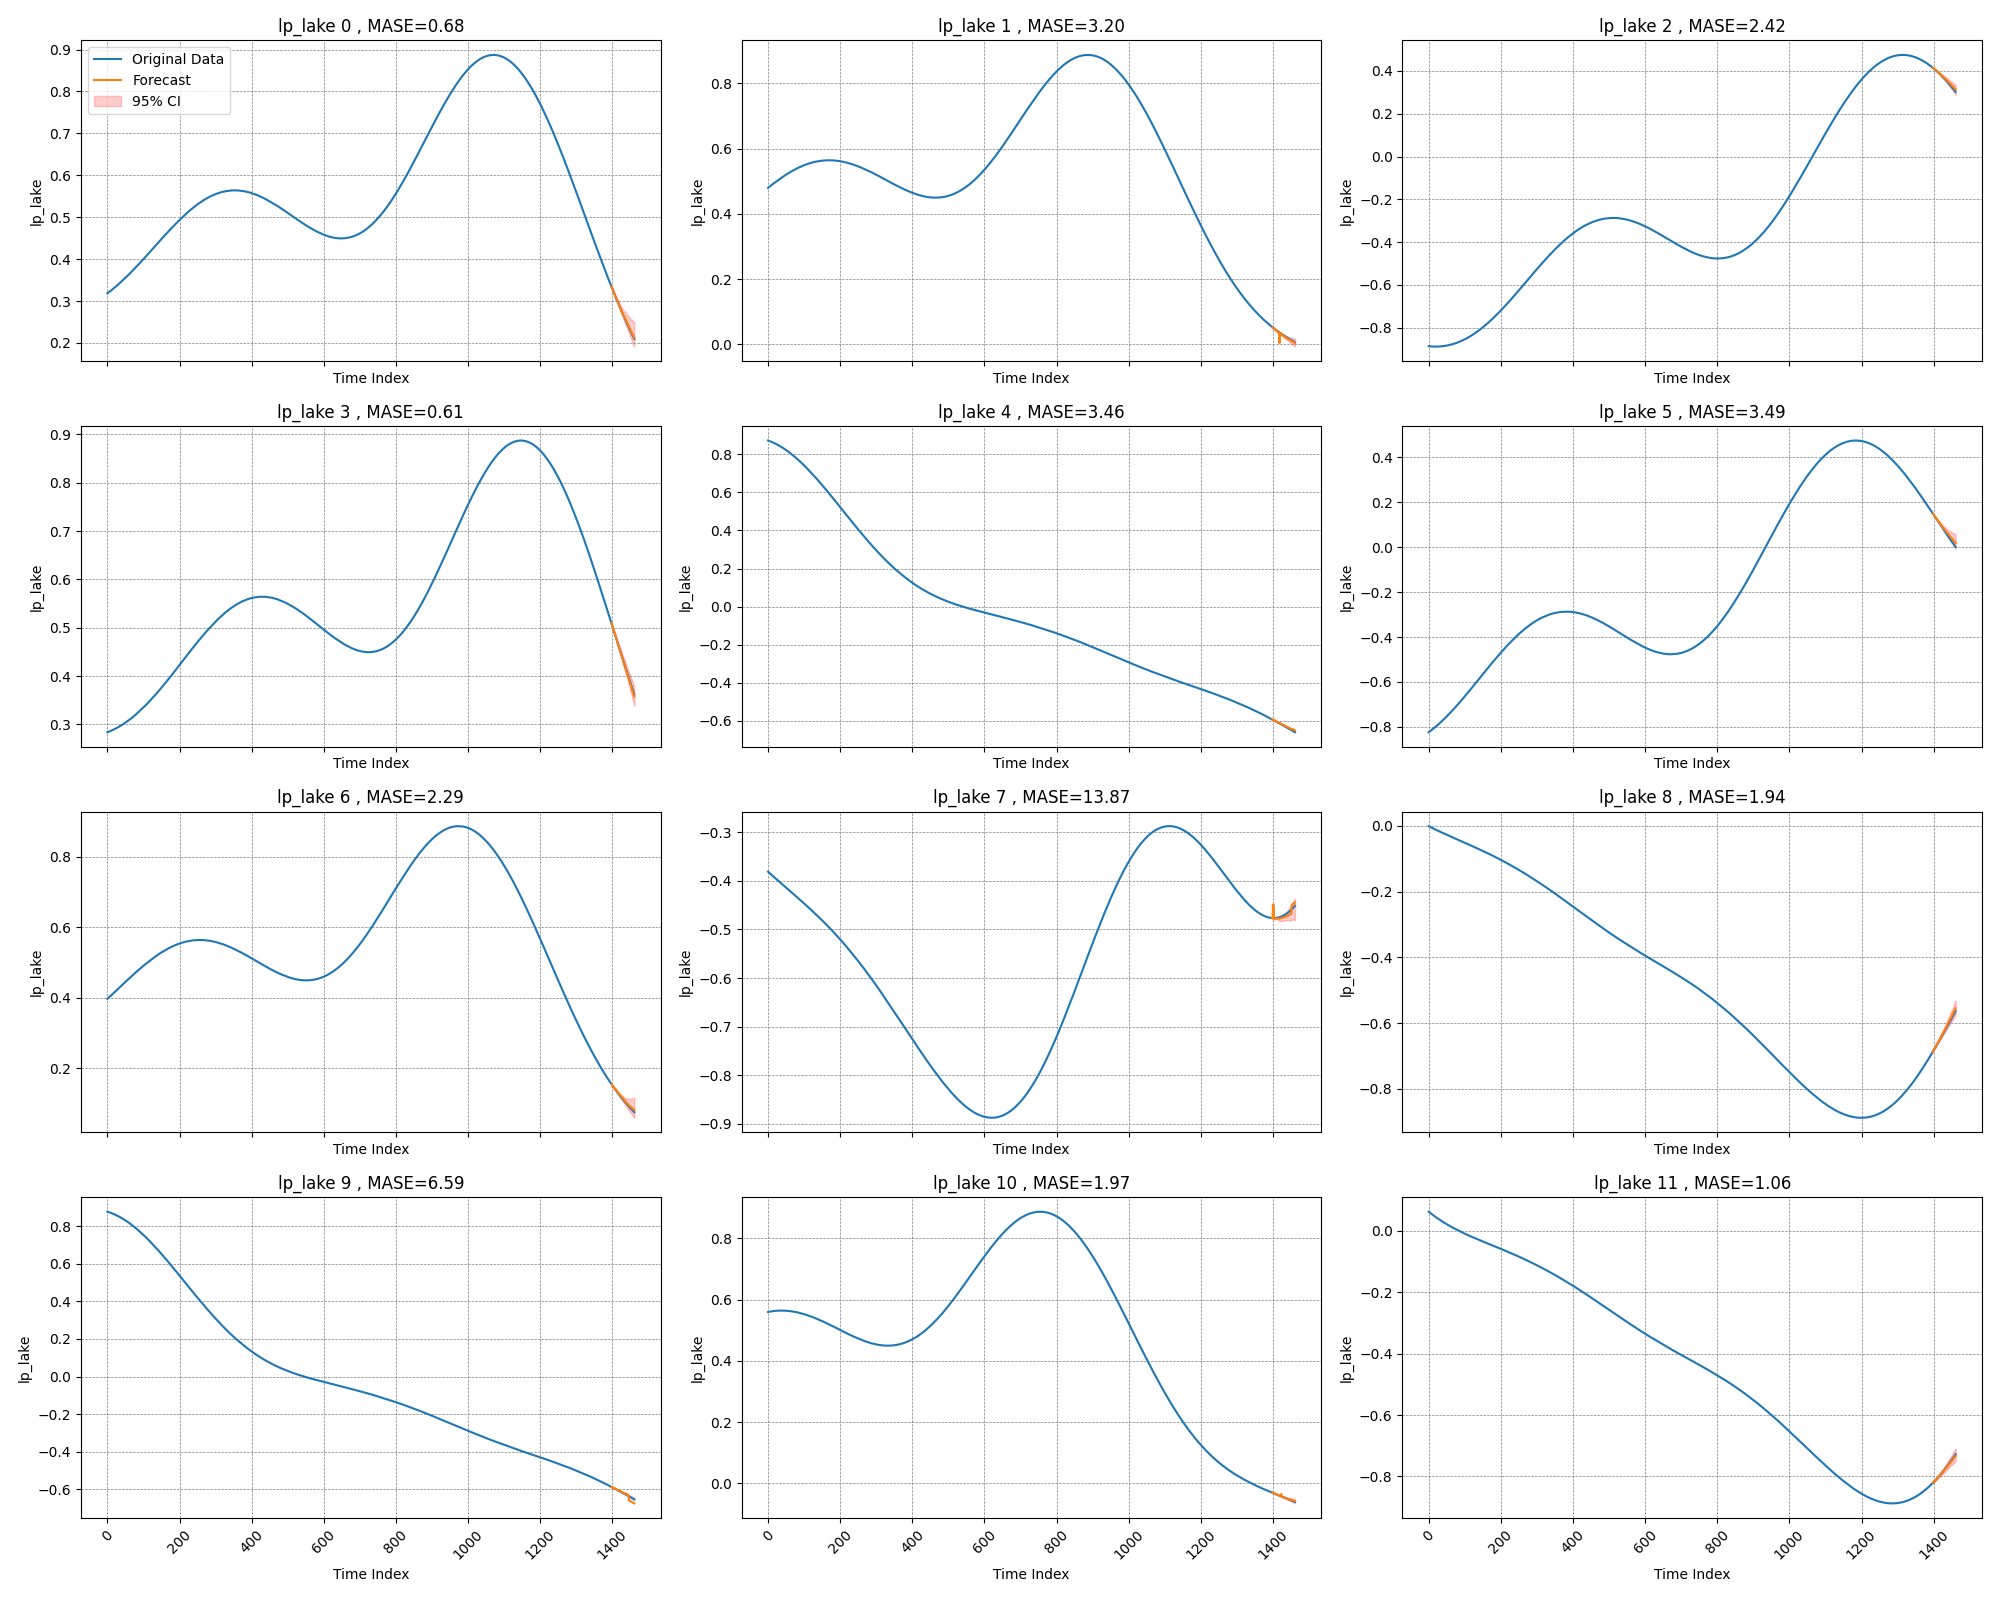 lp_lake 0 , MASE=0.68
lp_lake 1 , MASE=3.20
lp_lake 2 , MASE=2.42
Original Data
Forecast
95% CI
0.9
0.8
0.7
0.6
0.5
0.4
0.3
0.2
lp_lake
Time Index
0.8
0.6
0.4
0.2
0.0
lp_lake
Time Index
0.4
0.2
0.0
−0.2
−0.4
−0.6
−0.8
lp_lake
Time Index
lp_lake 3 , MASE=0.61
lp_lake 4 , MASE=3.46
lp_lake 5 , MASE=3.49
0.9
0.8
0.7
0.6
0.5
0.4
0.3
lp_lake
Time Index
0.8
0.6
0.4
0.2
0.0
−0.2
−0.4
−0.6
lp_lake
Time Index
0.4
0.2
0.0
−0.2
−0.4
−0.6
−0.8
lp_lake
Time Index
lp_lake 6 , MASE=2.29
lp_lake 7 , MASE=13.87
lp_lake 8 , MASE=1.94
0.8
0.6
0.4
0.2
lp_lake
Time Index
−0.3
−0.4
−0.5
−0.6
−0.7
−0.8
−0.9
lp_lake
Time Index
0.0
−0.2
−0.4
−0.6
−0.8
lp_lake
Time Index
lp_lake 9 , MASE=6.59
lp_lake 10 , MASE=1.97
lp_lake 11 , MASE=1.06
0.8
0.6
0.4
0.2
0.0
−0.2
−0.4
−0.6
lp_lake
0
200
400
600
800
1000
1200
1400
Time Index
0.8
0.6
0.4
0.2
0.0
lp_lake
0
200
400
600
800
1000
1200
1400
Time Index
0.0
−0.2
−0.4
−0.6
−0.8
lp_lake
0
200
400
600
800
1000
1200
1400
Time Index